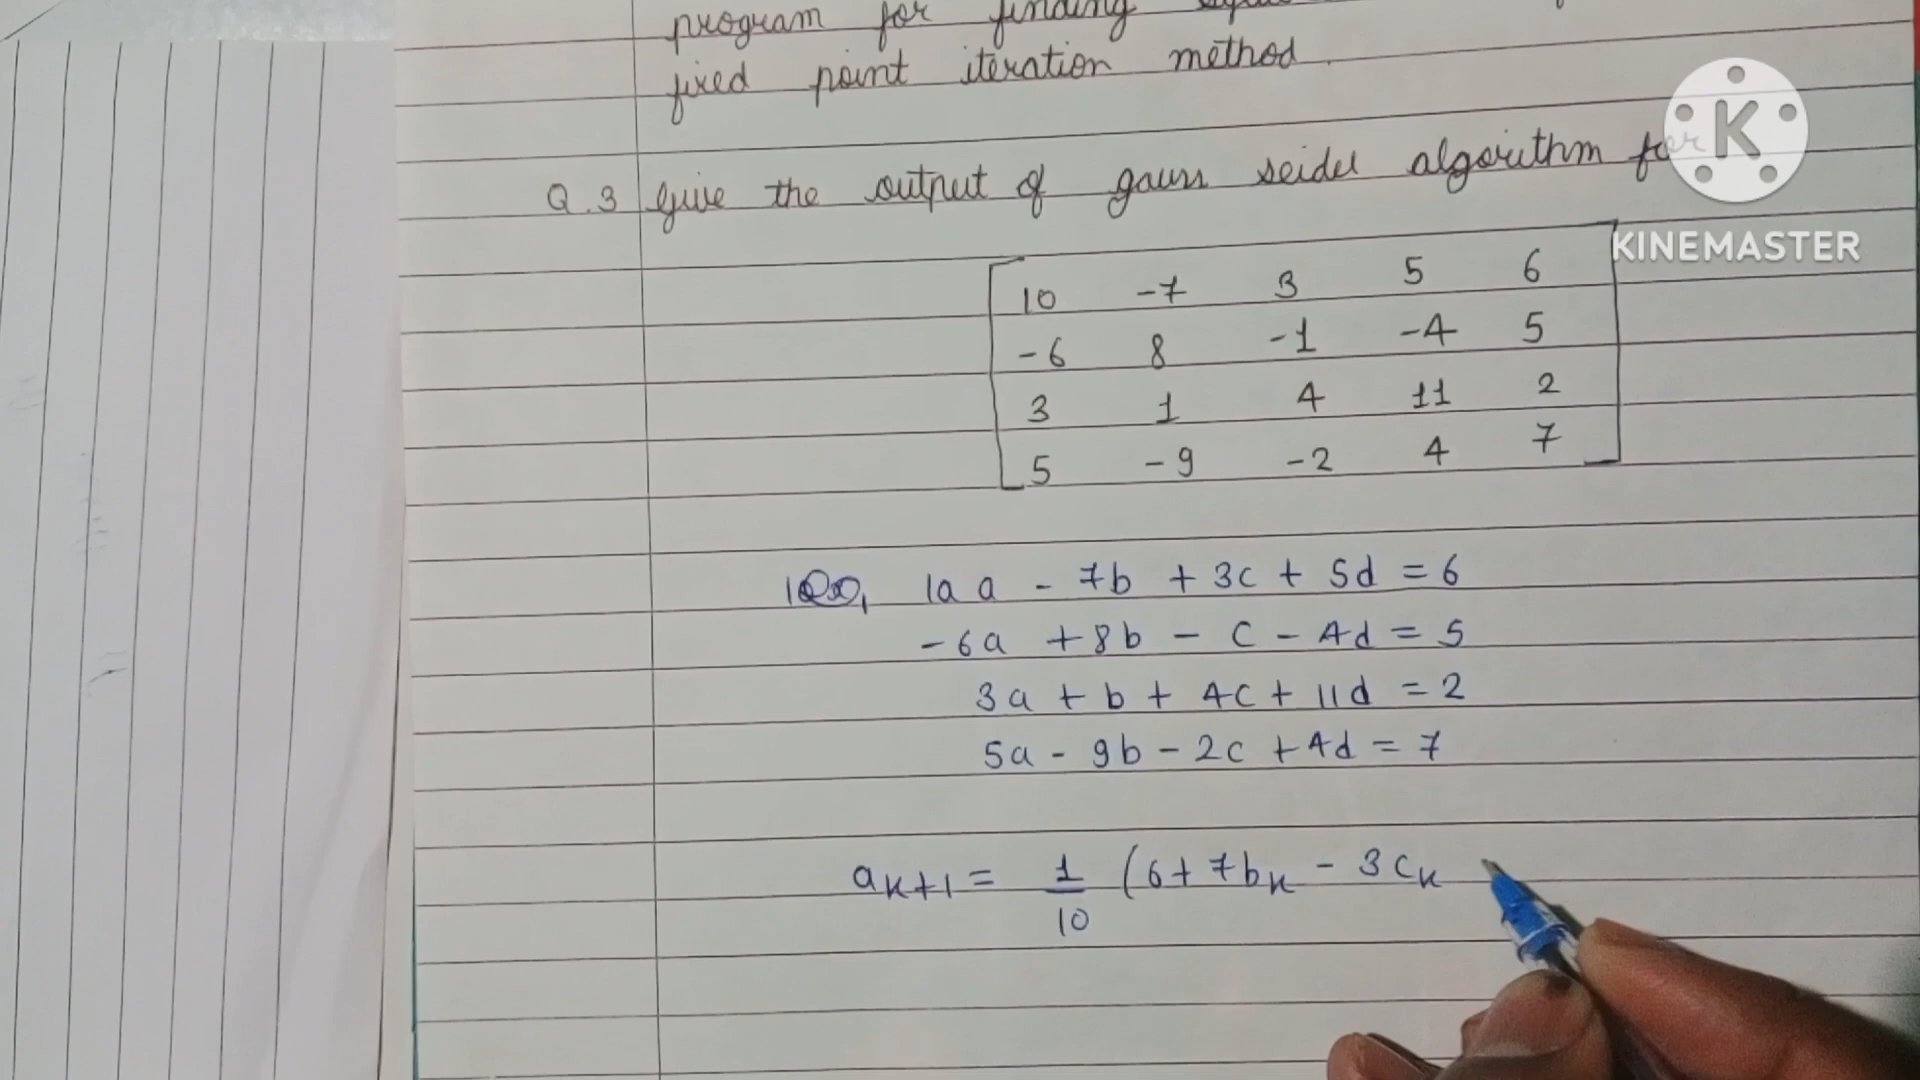 program for finding
fixed point iteration method.
Q.3 Give the output of gauss seidel algorithm for
K
KINEMASTER
10 -7 3 5 6
-6 8 -1 -4 5
3 1 4 11 2
5 -9 -2 4 7
10a - 7b + 3c + 5d = 6
-6a + 8b - c - 4d = 5
3a + b + 4c + 11d = 2
5a - 9b - 2c + 4d = 7
aₖ₊₁ = 1/10 (6 + 7bₖ - 3cₖ